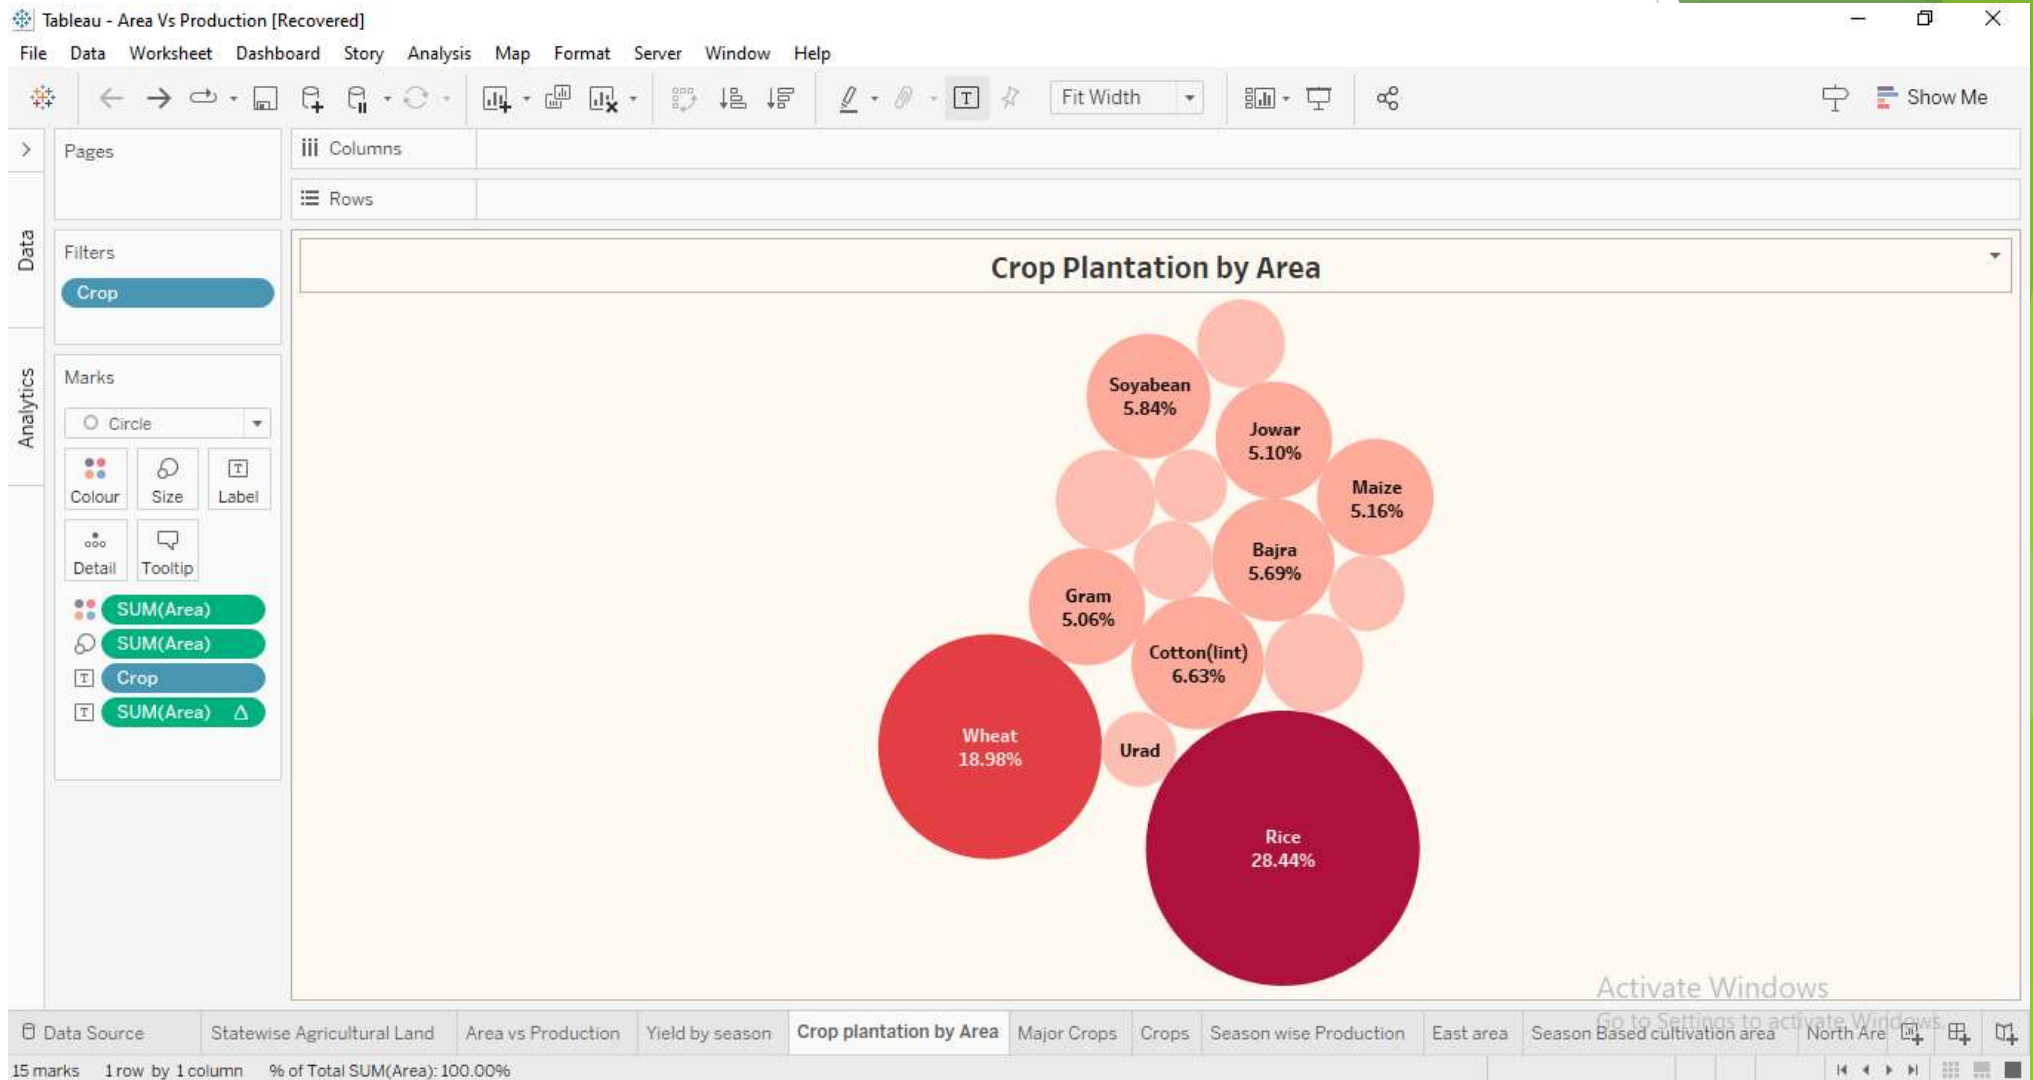 Tableau - Area Vs Production [Recovered]
File Data Worksheet Dashboard Story Analysis Map Format Server Window Help
Fit Width
Show Me
Pages
Columns
Rows
Data
Analytics
Filters
Crop
Marks
Circle
Colour Size Label
Detail Tooltip
SUM(Area)
SUM(Area)
Crop
SUM(Area)
Crop Plantation by Area
Soyabean
5.84%
Jowar
5.10%
Maize
5.16%
Bajra
5.69%
Gram
5.06%
Cotton(lint)
6.63%
Wheat
18.98%
Urad
Rice
28.44%
Activate Windows
Go to Settings to activate Windows.
Data Source Statewise Agricultural Land Area vs Production Yield by season Crop plantation by Area Major Crops Crops Season wise Production East area Season Based cultivation area North Are
15 marks 1 row by 1 column % of Total SUM(Area): 100.00%